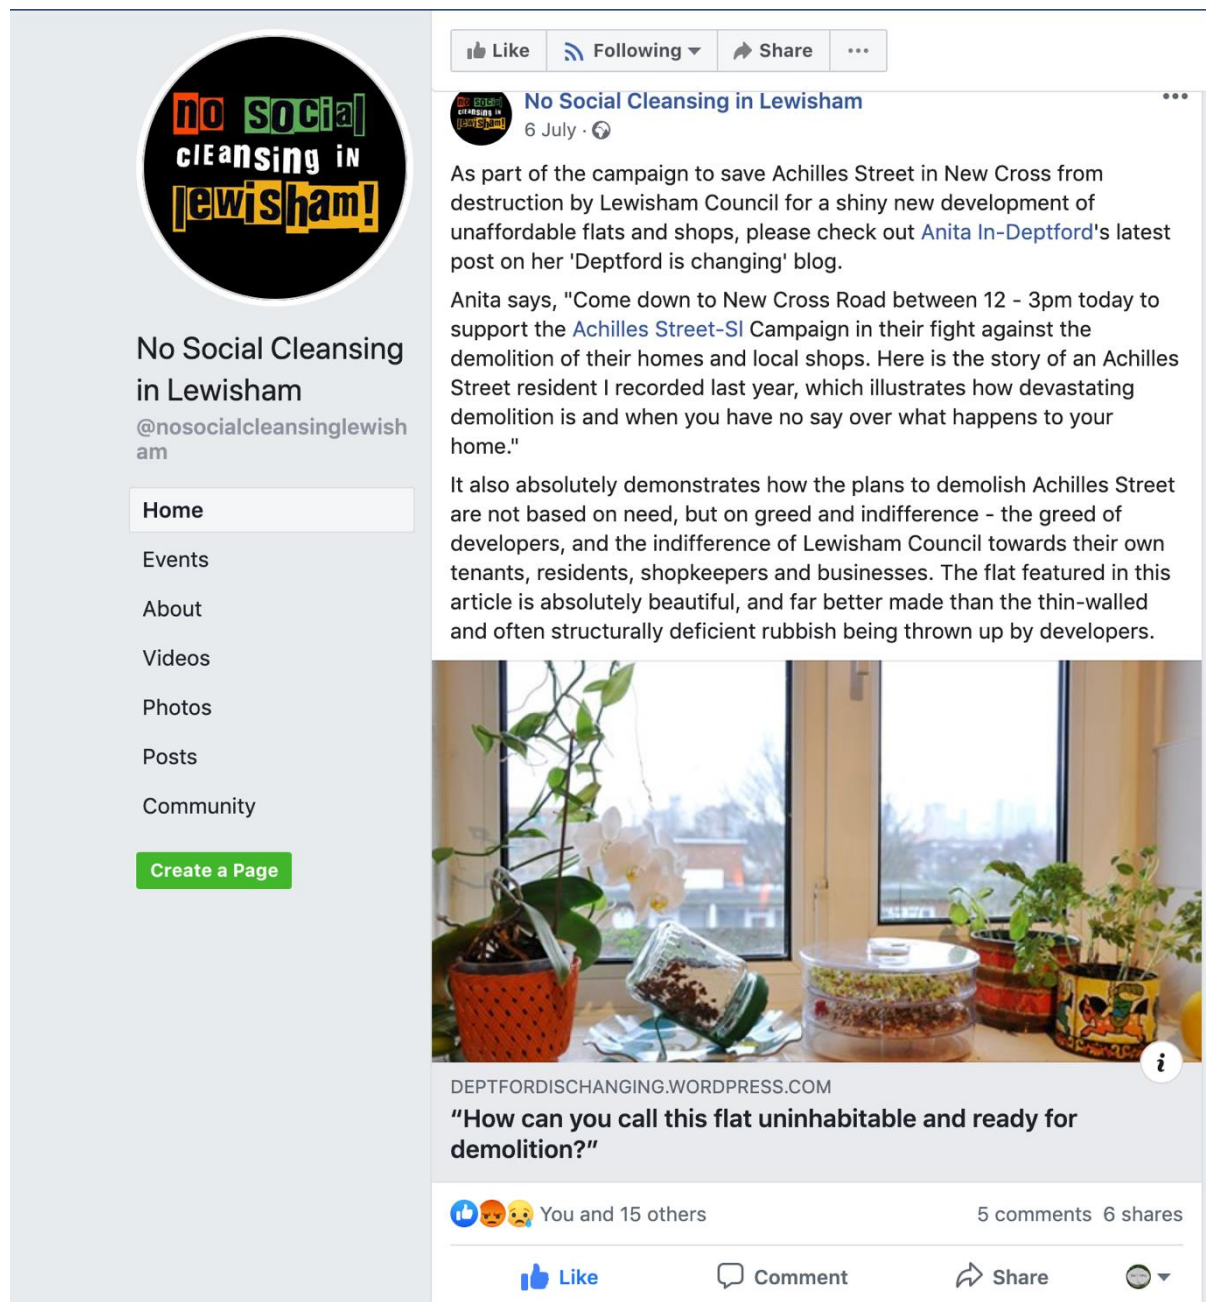 no social
cleansing in
lewisham!
No Social Cleansing
in Lewisham
@nosocialcleansinglewish
am
Home
Events
About
Videos
Photos
Posts
Community
Create a Page
Like
Following
Share
...
no social
cleansing in
lewisham!
No Social Cleansing in Lewisham
6 July ·
As part of the campaign to save Achilles Street in New Cross from
destruction by Lewisham Council for a shiny new development of
unaffordable flats and shops, please check out Anita In-Deptford's latest
post on her 'Deptford is changing' blog.
Anita says, "Come down to New Cross Road between 12 - 3pm today to
support the Achilles Street-SI Campaign in their fight against the
demolition of their homes and local shops. Here is the story of an Achilles
Street resident I recorded last year, which illustrates how devastating
demolition is and when you have no say over what happens to your
home."
It also absolutely demonstrates how the plans to demolish Achilles Street
are not based on need, but on greed and indifference - the greed of
developers, and the indifference of Lewisham Council towards their own
tenants, residents, shopkeepers and businesses. The flat featured in this
article is absolutely beautiful, and far better made than the thin-walled
and often structurally deficient rubbish being thrown up by developers.
i
DEPTFORDISCHANGING.WORDPRESS.COM
“How can you call this flat uninhabitable and ready for
demolition?”
You and 15 others
5 comments 6 shares
Like
Comment
Share